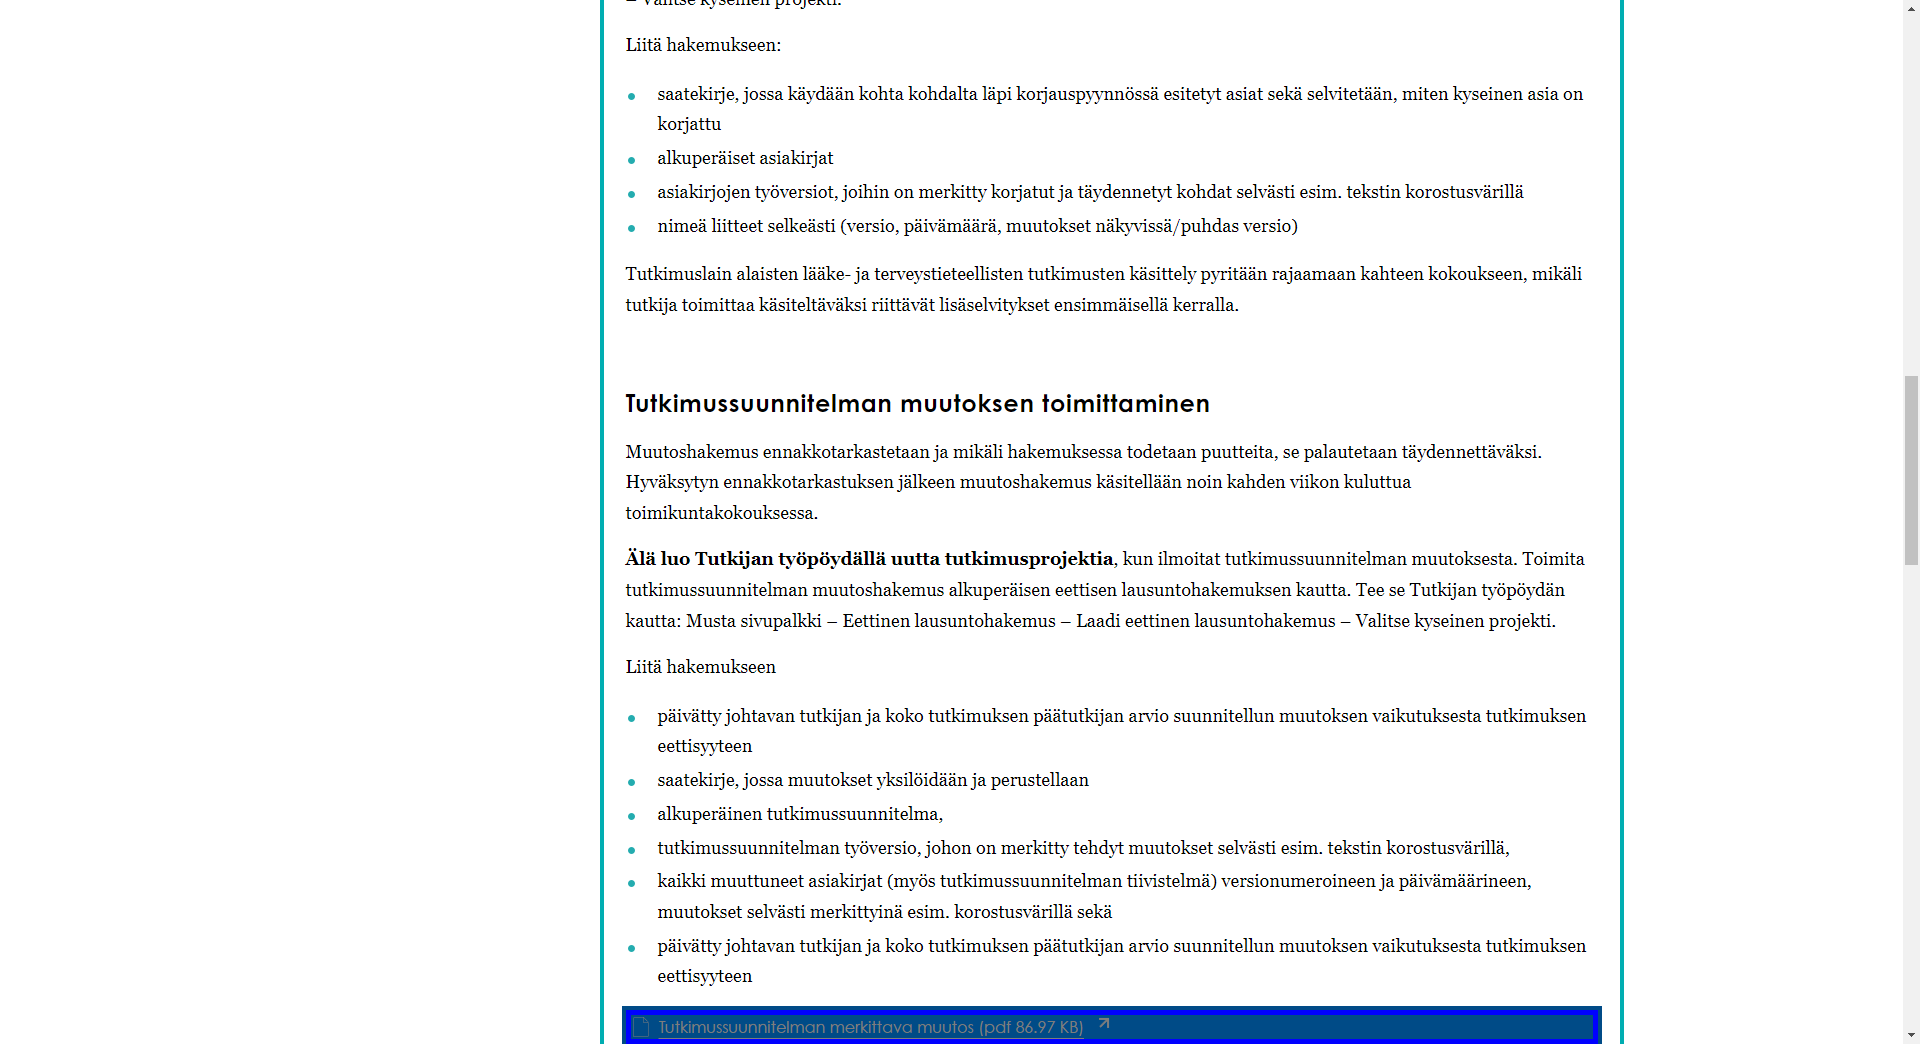 – Valitse kyseinen projekti.
Liitä hakemukseen:
saatekirje, jossa käydään kohta kohdalta läpi korjauspyynnössä esitetyt asiat sekä selvitetään, miten kyseinen asia on
korjattu
alkuperäiset asiakirjat
asiakirjojen työversiot, joihin on merkitty korjatut ja täydennetyt kohdat selvästi esim. tekstin korostusvärillä
nimeä liitteet selkeästi (versio, päivämäärä, muutokset näkyvissä/puhdas versio)
Tutkimuslain alaisten lääke- ja terveystieteellisten tutkimusten käsittely pyritään rajaamaan kahteen kokoukseen, mikäli
tutkija toimittaa käsiteltäväksi riittävät lisäselvitykset ensimmäisellä kerralla.
Tutkimussuunnitelman muutoksen toimittaminen
Muutoshakemus ennakkotarkastetaan ja mikäli hakemuksessa todetaan puutteita, se palautetaan täydennettäväksi.
Hyväksytyn ennakkotarkastuksen jälkeen muutoshakemus käsitellään noin kahden viikon kuluttua
toimikuntakokouksessa.
Älä luo Tutkijan työpöydällä uutta tutkimusprojektia, kun ilmoitat tutkimussuunnitelman muutoksesta. Toimita
tutkimussuunnitelman muutoshakemus alkuperäisen eettisen lausuntohakemuksen kautta. Tee se Tutkijan työpöydän
kautta: Musta sivupalkki – Eettinen lausuntohakemus – Laadi eettinen lausuntohakemus – Valitse kyseinen projekti.
Liitä hakemukseen
päivätty johtavan tutkijan ja koko tutkimuksen päätutkijan arvio suunnitellun muutoksen vaikutuksesta tutkimuksen
eettisyyteen
saatekirje, jossa muutokset yksilöidään ja perustellaan
alkuperäinen tutkimussuunnitelma,
tutkimussuunnitelman työversio, johon on merkitty tehdyt muutokset selvästi esim. tekstin korostusvärillä,
kaikki muuttuneet asiakirjat (myös tutkimussuunnitelman tiivistelmä) versionumeroineen ja päivämäärineen,
muutokset selvästi merkittyinä esim. korostusvärillä sekä
päivätty johtavan tutkijan ja koko tutkimuksen päätutkijan arvio suunnitellun muutoksen vaikutuksesta tutkimuksen
eettisyyteen
Tutkimussuunnitelman merkittava muutos (pdf 86.97 KB)